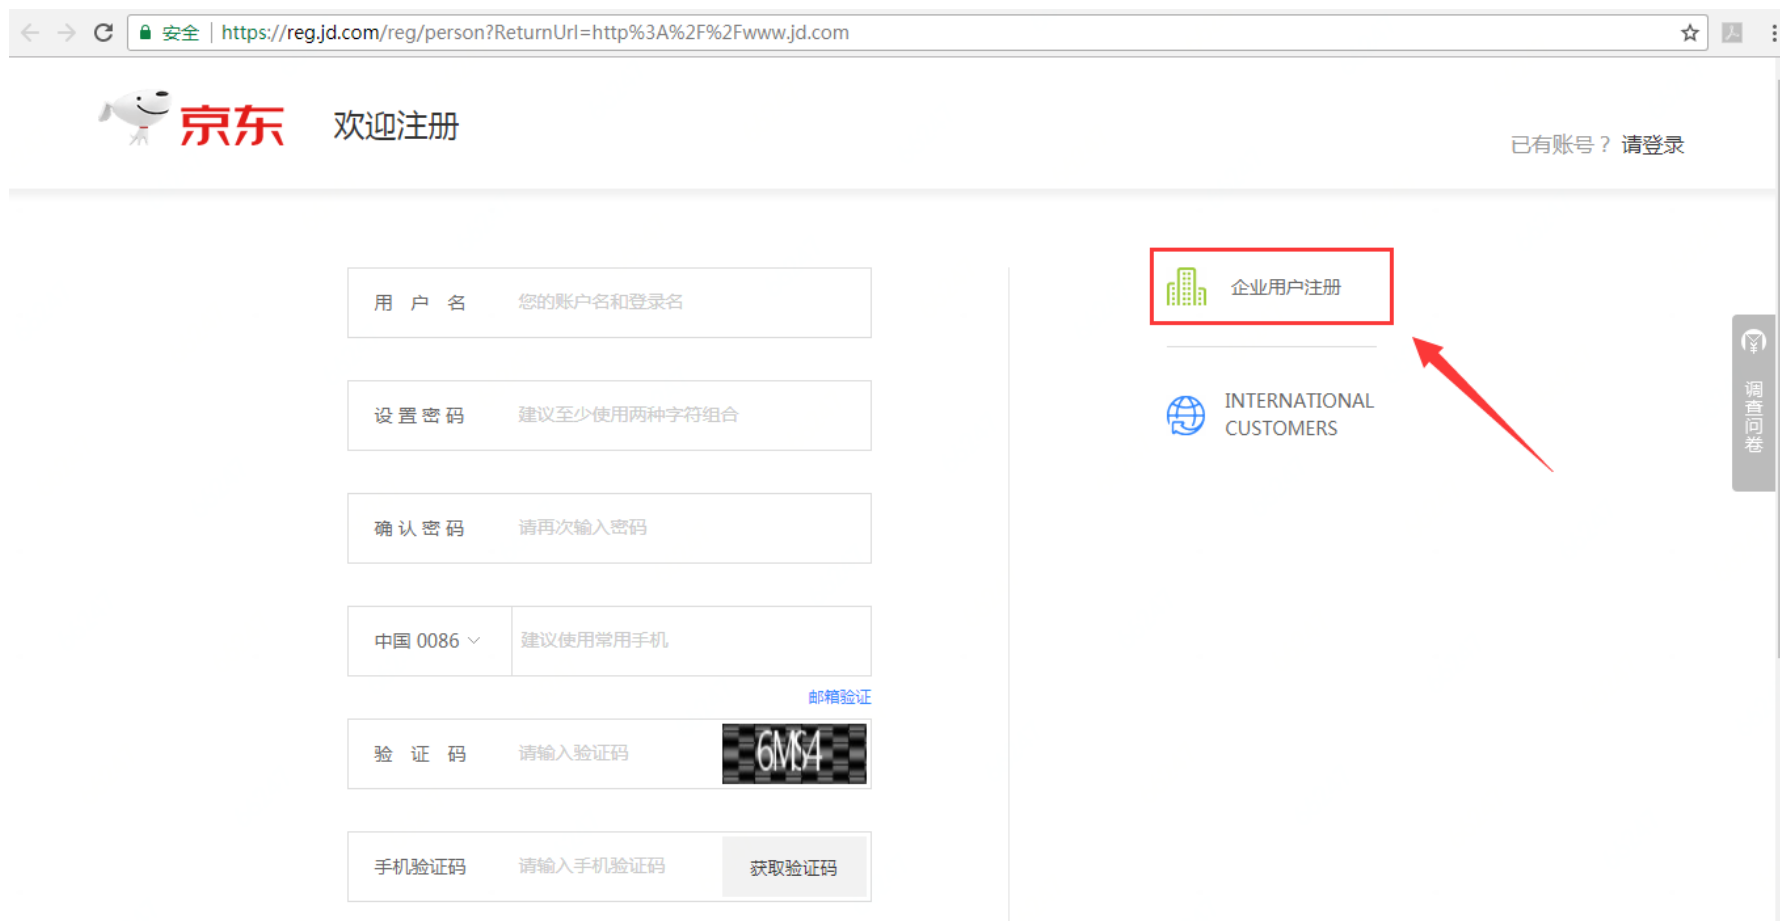 安全 https://reg.jd.com/reg/person?ReturnUrl=http%3A%2F%2Fwww.jd.com
京东 欢迎注册
已有账号？请登录
用户名 您的账户名和登录名
企业用户注册
INTERNATIONAL
CUSTOMERS
调查问卷
设置密码 建议至少使用两种字符组合
确认密码 请再次输入密码
中国 0086 建议使用常用手机
邮箱验证
验证码 请输入验证码 6MS4
手机验证码 请输入手机验证码 获取验证码